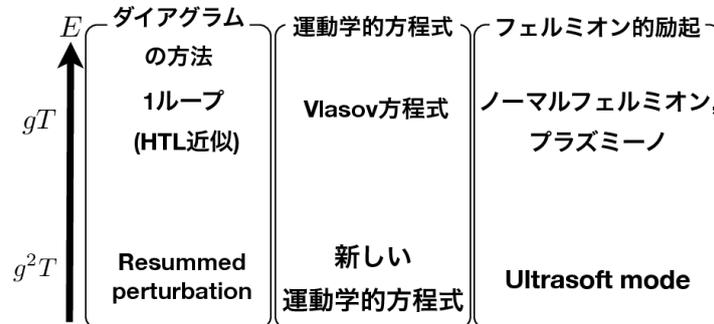 E
ダイアグラム
の方法
運動学的方程式
フェルミオン的励起
gT
1ループ
(HTL近似)
Vlasov方程式
ノーマルフェルミオン,
プラズミーノ
g²T
Resummed
perturbation
新しい
運動学的方程式
Ultrasoft mode